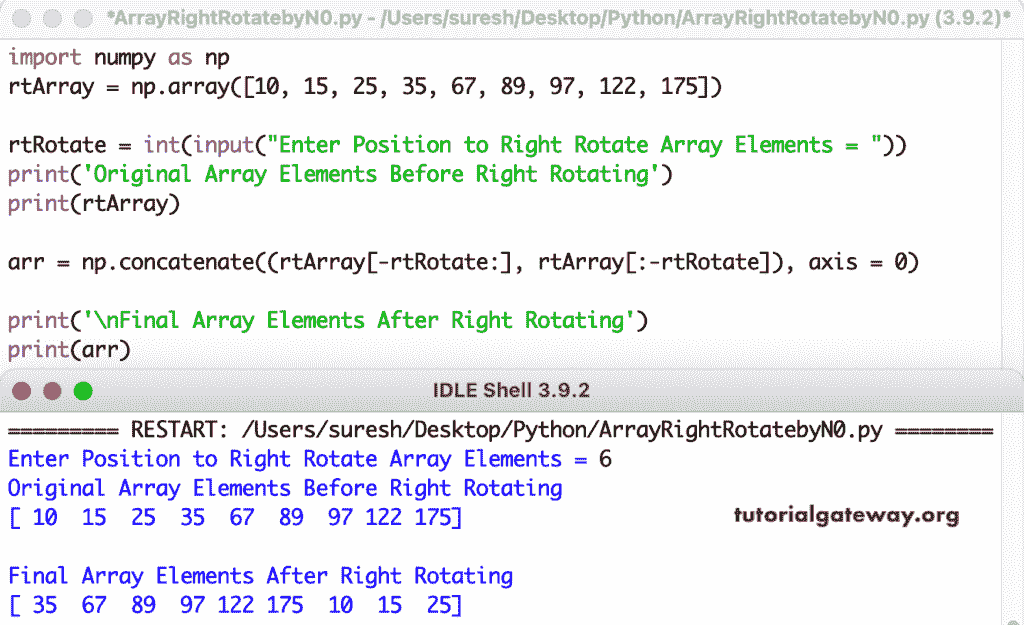 *ArrayRightRotatebyN0.py - /Users/suresh/Desktop/Python/ArrayRightRotatebyN0.py (3.9.2)*
import numpy as np
rtArray = np.array([10, 15, 25, 35, 67, 89, 97, 122, 175])
rtRotate = int(input("Enter Position to Right Rotate Array Elements = "))
print('Original Array Elements Before Right Rotating')
print(rtArray)
arr = np.concatenate((rtArray[-rtRotate:], rtArray[:-rtRotate]), axis = 0)
print('\nFinal Array Elements After Right Rotating')
print(arr)
IDLE Shell 3.9.2
========= RESTART: /Users/suresh/Desktop/Python/ArrayRightRotatebyN0.py ========
Enter Position to Right Rotate Array Elements = 6
Original Array Elements Before Right Rotating
[ 10  15  25  35  67  89  97 122 175]
tutorialgateway.org
Final Array Elements After Right Rotating
[ 35  67  89  97 122 175  10  15  25]